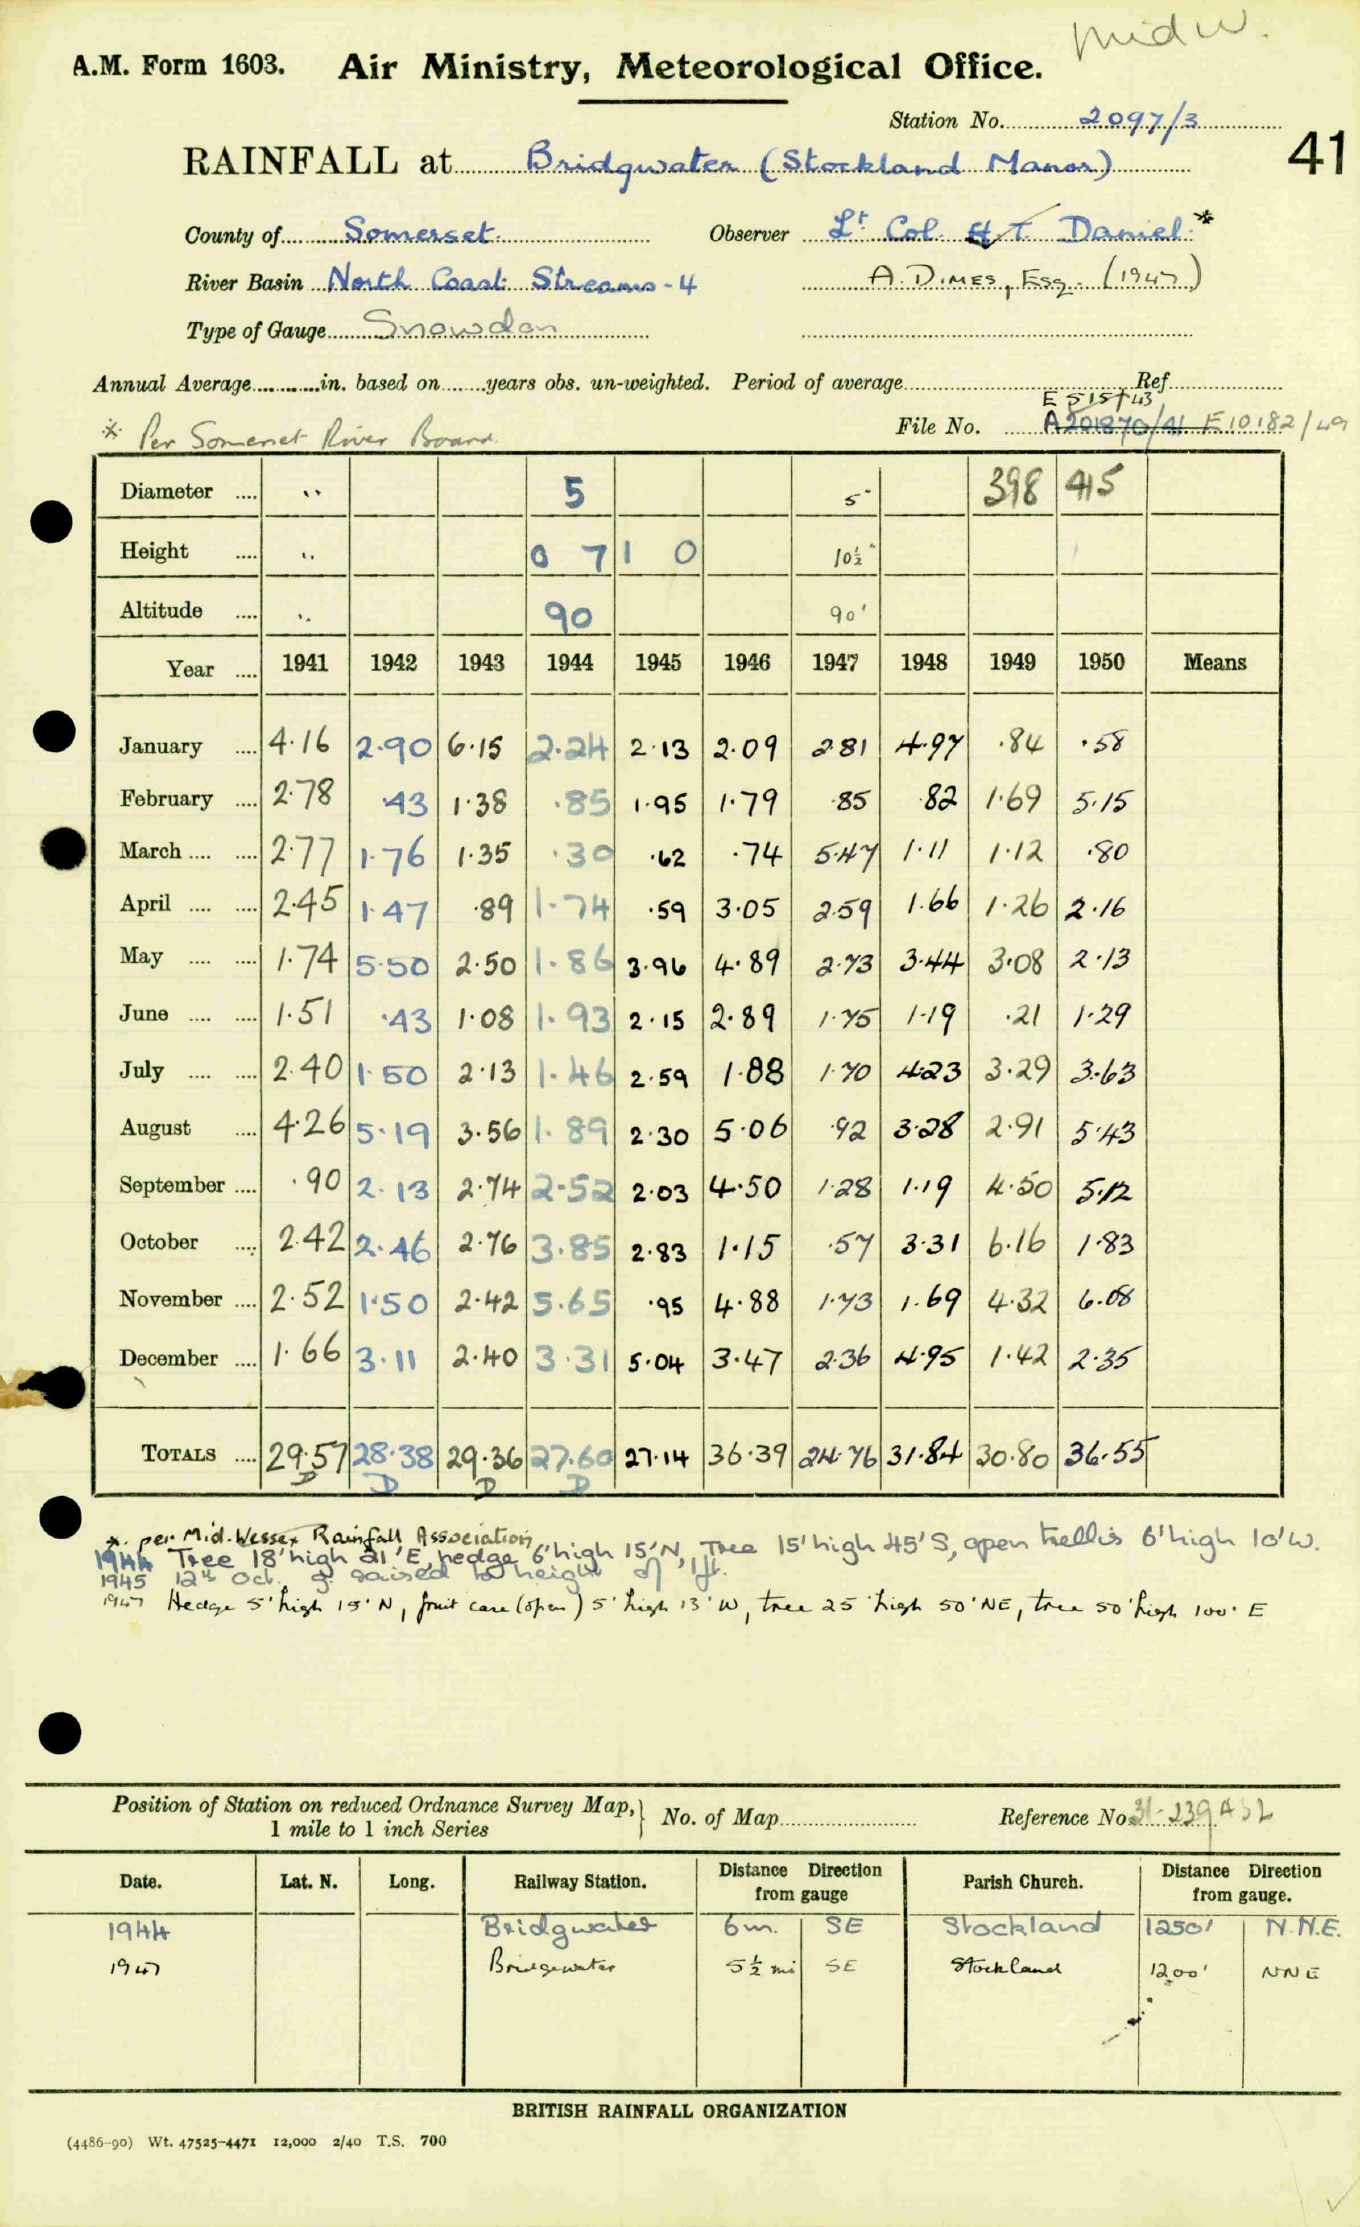 Mid W.
A.M. Form 1603. Air Ministry, Meteorological Office.
Station No. 2097/3
41
RAINFALL at Bridgwater (Stockland Manor)
County of Somerset. Observer Lt Col. H T. Daniel. *
River Basin North Coast Streams - 4 A. DIMES, Esq. (1947)
Type of Gauge Snowdon
Annual Average in. based on years obs. un-weighted. Period of average Ref
E 5157/43
* Per Somerset River Board. File No. A201870/41 E10182/49
Diameter .... " 5 5" 398 415
Height .... " 0 7 1 0 10½"
Altitude .... " 90 90'
Year .... 1941 1942 1943 1944 1945 1946 1947 1948 1949 1950 Means
January .... 4.16 2.90 6.15 2.24 2.13 2.09 2.81 4.97 .84 .58
February .... 2.78 .43 1.38 .85 1.95 1.79 .85 .82 1.69 5.15
March .... .... 2.77 1.76 1.35 .30 .62 .74 5.47 1.11 1.12 .80
April .... .... 2.45 1.47 .89 1.74 .59 3.05 2.59 1.66 1.26 2.16
May .... .... 1.74 5.50 2.50 1.86 3.96 4.89 2.73 3.44 3.08 2.13
June .... .... 1.51 .43 1.08 1.93 2.15 2.89 1.75 1.19 .21 1.29
July .... .... 2.40 1.50 2.13 1.46 2.59 1.88 1.70 4.23 3.29 3.63
August .... 4.26 5.19 3.56 1.89 2.30 5.06 .92 3.28 2.91 5.43
September .... .90 2.13 2.74 2.52 2.03 4.50 1.28 1.19 4.50 5.12
October .... 2.42 2.46 2.76 3.85 2.83 1.15 .57 3.31 6.16 1.83
November .... 2.52 1.50 2.42 5.65 .95 4.88 1.73 1.69 4.32 6.08
December .... 1.66 3.11 2.40 3.31 5.04 3.47 2.36 4.95 1.42 2.35
TOTALS .... 29.57 28.38 29.36 27.60 27.14 36.39 24.76 31.84 30.80 36.55
D D D D
* per Mid-Wessex Rainfall Association
1944 Tree 18' high 21' E, hedge 6' high 15' N, Tree 15' high 45' S, open trellis 6' high 10' W.
1945 12th Oct. g. raised to height of 1 ft.
1947 Hedge 5' high 15' N, fruit cage (open) 5' high 13' W, tree 25' high 50' NE, tree 50' high 100' E
Position of Station on reduced Ordnance Survey Map, } No. of Map Reference No. 31-239452
1 mile to 1 inch Series
Date. Lat. N. Long. Railway Station. Distance Direction from gauge Parish Church. Distance Direction from gauge.
1944 Bridgwater 6 m. SE Stockland 1250' N.N.E.
1947 Bridgewater 5½ mi SE Stockland 1200' NNE
BRITISH RAINFALL ORGANIZATION
(4486-90) Wt. 47525-4471 12,000 2/40 T.S. 700